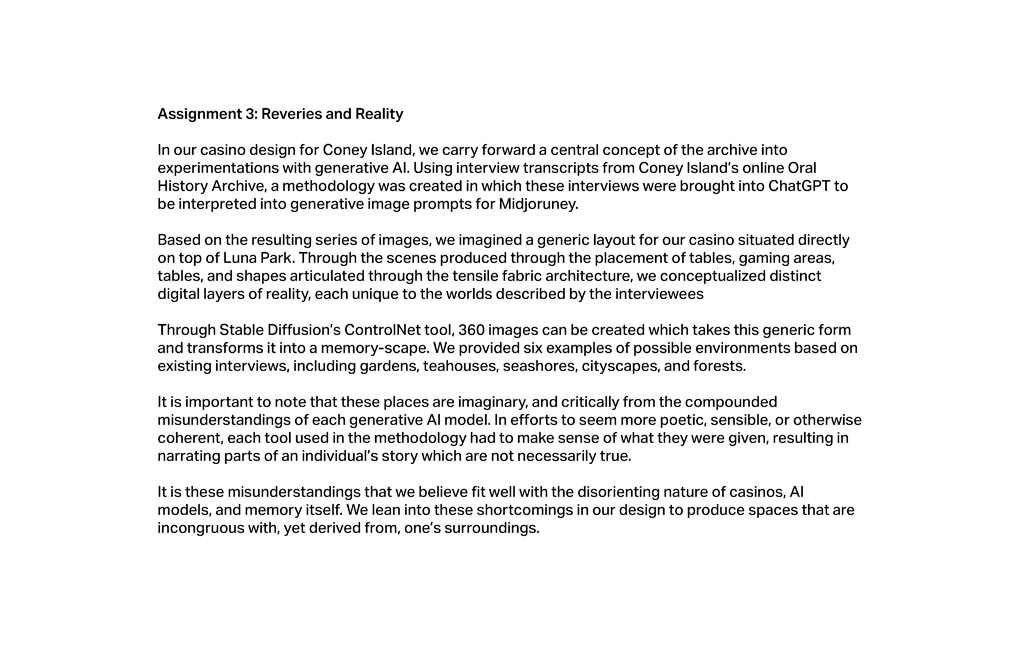 Assignment 3: Reveries and Reality
In our casino design for Coney Island, we carry forward a central concept of the archive into
experimentations with generative AI. Using interview transcripts from Coney Island's online Oral
History Archive, a methodology was created in which these interviews were brought into ChatGPT to
be interpreted into generative image prompts for Midjoruney.
Based on the resulting series of images, we imagined a generic layout for our casino situated directly
on top of Luna Park. Through the scenes produced through the placement of tables, gaming areas,
tables, and shapes articulated through the tensile fabric architecture, we conceptualized distinct
digital layers of reality, each unique to the worlds described by the interviewees
Through Stable Diffusion's ControlNet tool, 360 images can be created which takes this generic form
and transforms it into a memory-scape. We provided six examples of possible environments based on
existing interviews, including gardens, teahouses, seashores, cityscapes, and forests.
It is important to note that these places are imaginary, and critically from the compounded
misunderstandings of each generative AI model. In efforts to seem more poetic, sensible, or otherwise
coherent, each tool used in the methodology had to make sense of what they were given, resulting in
narrating parts of an individual's story which are not necessarily true.
It is these misunderstandings that we believe fit well with the disorienting nature of casinos, AI
models, and memory itself. We lean into these shortcomings in our design to produce spaces that are
incongruous with, yet derived from, one's surroundings.